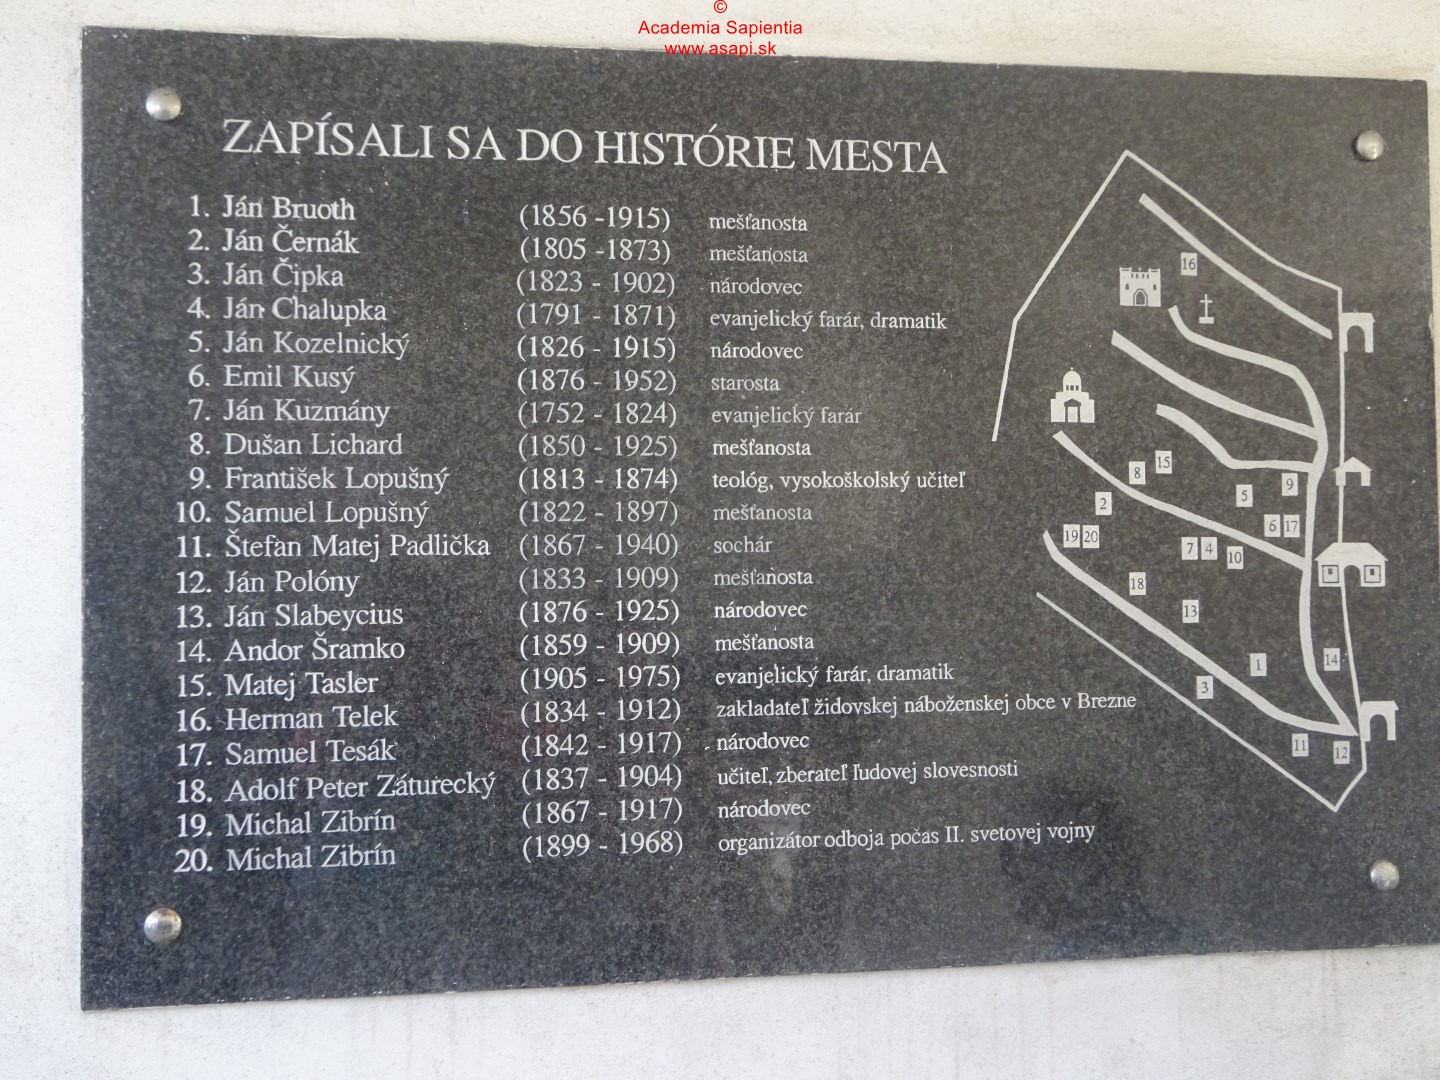 ©
Academia Sapientia
www.asapi.sk
ZAPÍSALI SA DO HISTÓRIE MESTA
1. Ján Bruoth (1856 -1915) mešťanosta
2. Ján Černák (1805 -1873) mešťanosta
3. Ján Čipka (1823 - 1902) národovec
4. Ján Chalupka (1791 - 1871) evanjelický farár, dramatik
5. Ján Kozelnický (1826 - 1915) národovec
6. Emil Kusý (1876 - 1952) starosta
7. Ján Kuzmány (1752 - 1824) evanjelický farár
8. Dušan Lichard (1850 - 1925) mešťanosta
9. František Lopušný (1813 - 1874) teológ, vysokoškolský učiteľ
10. Samuel Lopušný (1822 - 1897) mešťanosta
11. Štefan Matej Padlička (1867 - 1940) sochár
12. Ján Polóny (1833 - 1909) mešťanosta
13. Ján Slabeycius (1876 - 1925) národovec
14. Andor Šramko (1859 - 1909) mešťanosta
15. Matej Tasler (1905 - 1975) evanjelický farár, dramatik
16. Herman Telek (1834 - 1912) zakladateľ židovskej náboženskej obce v Brezne
17. Samuel Tesák (1842 - 1917) národovec
18. Adolf Peter Záturecký (1837 - 1904) učiteľ, zberateľ ľudovej slovesnosti
19. Michal Zibrín (1867 - 1917) národovec
20. Michal Zibrín (1899 - 1968) organizátor odboja počas II. svetovej vojny
16
15
8
9
5
2
6 17
19 20
7 4
10
18
13
14
1
3
11
12